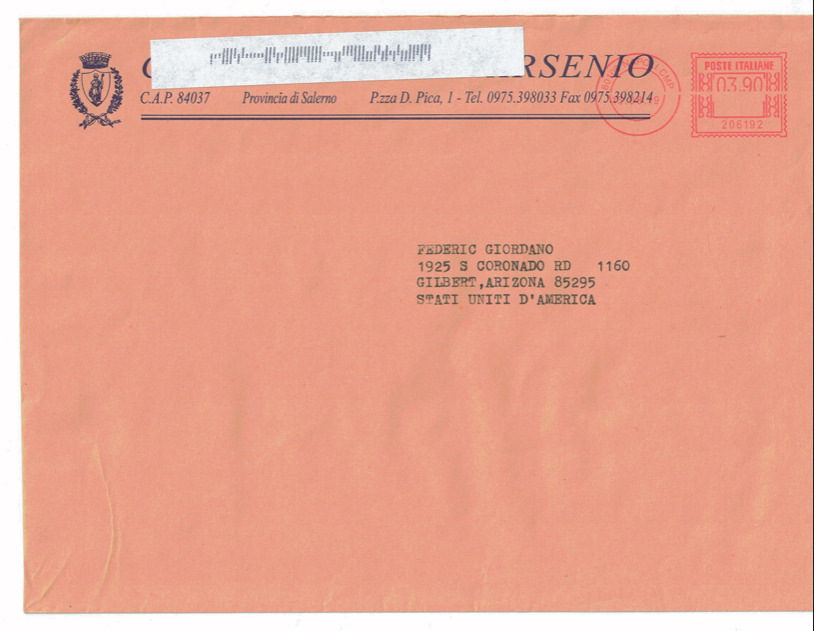 ARSENIO
C.A.P. 84037 Provincia di Salerno P.zza D. Pica, 1 - Tel. 0975.398033 Fax 0975.398214
POSTE ITALIANE
03.90
206192
FEDERIC GIORDANO
1925 S CORONADO RD 1160
GILBERT,ARIZONA 85295
STATI UNITI D'AMERICA